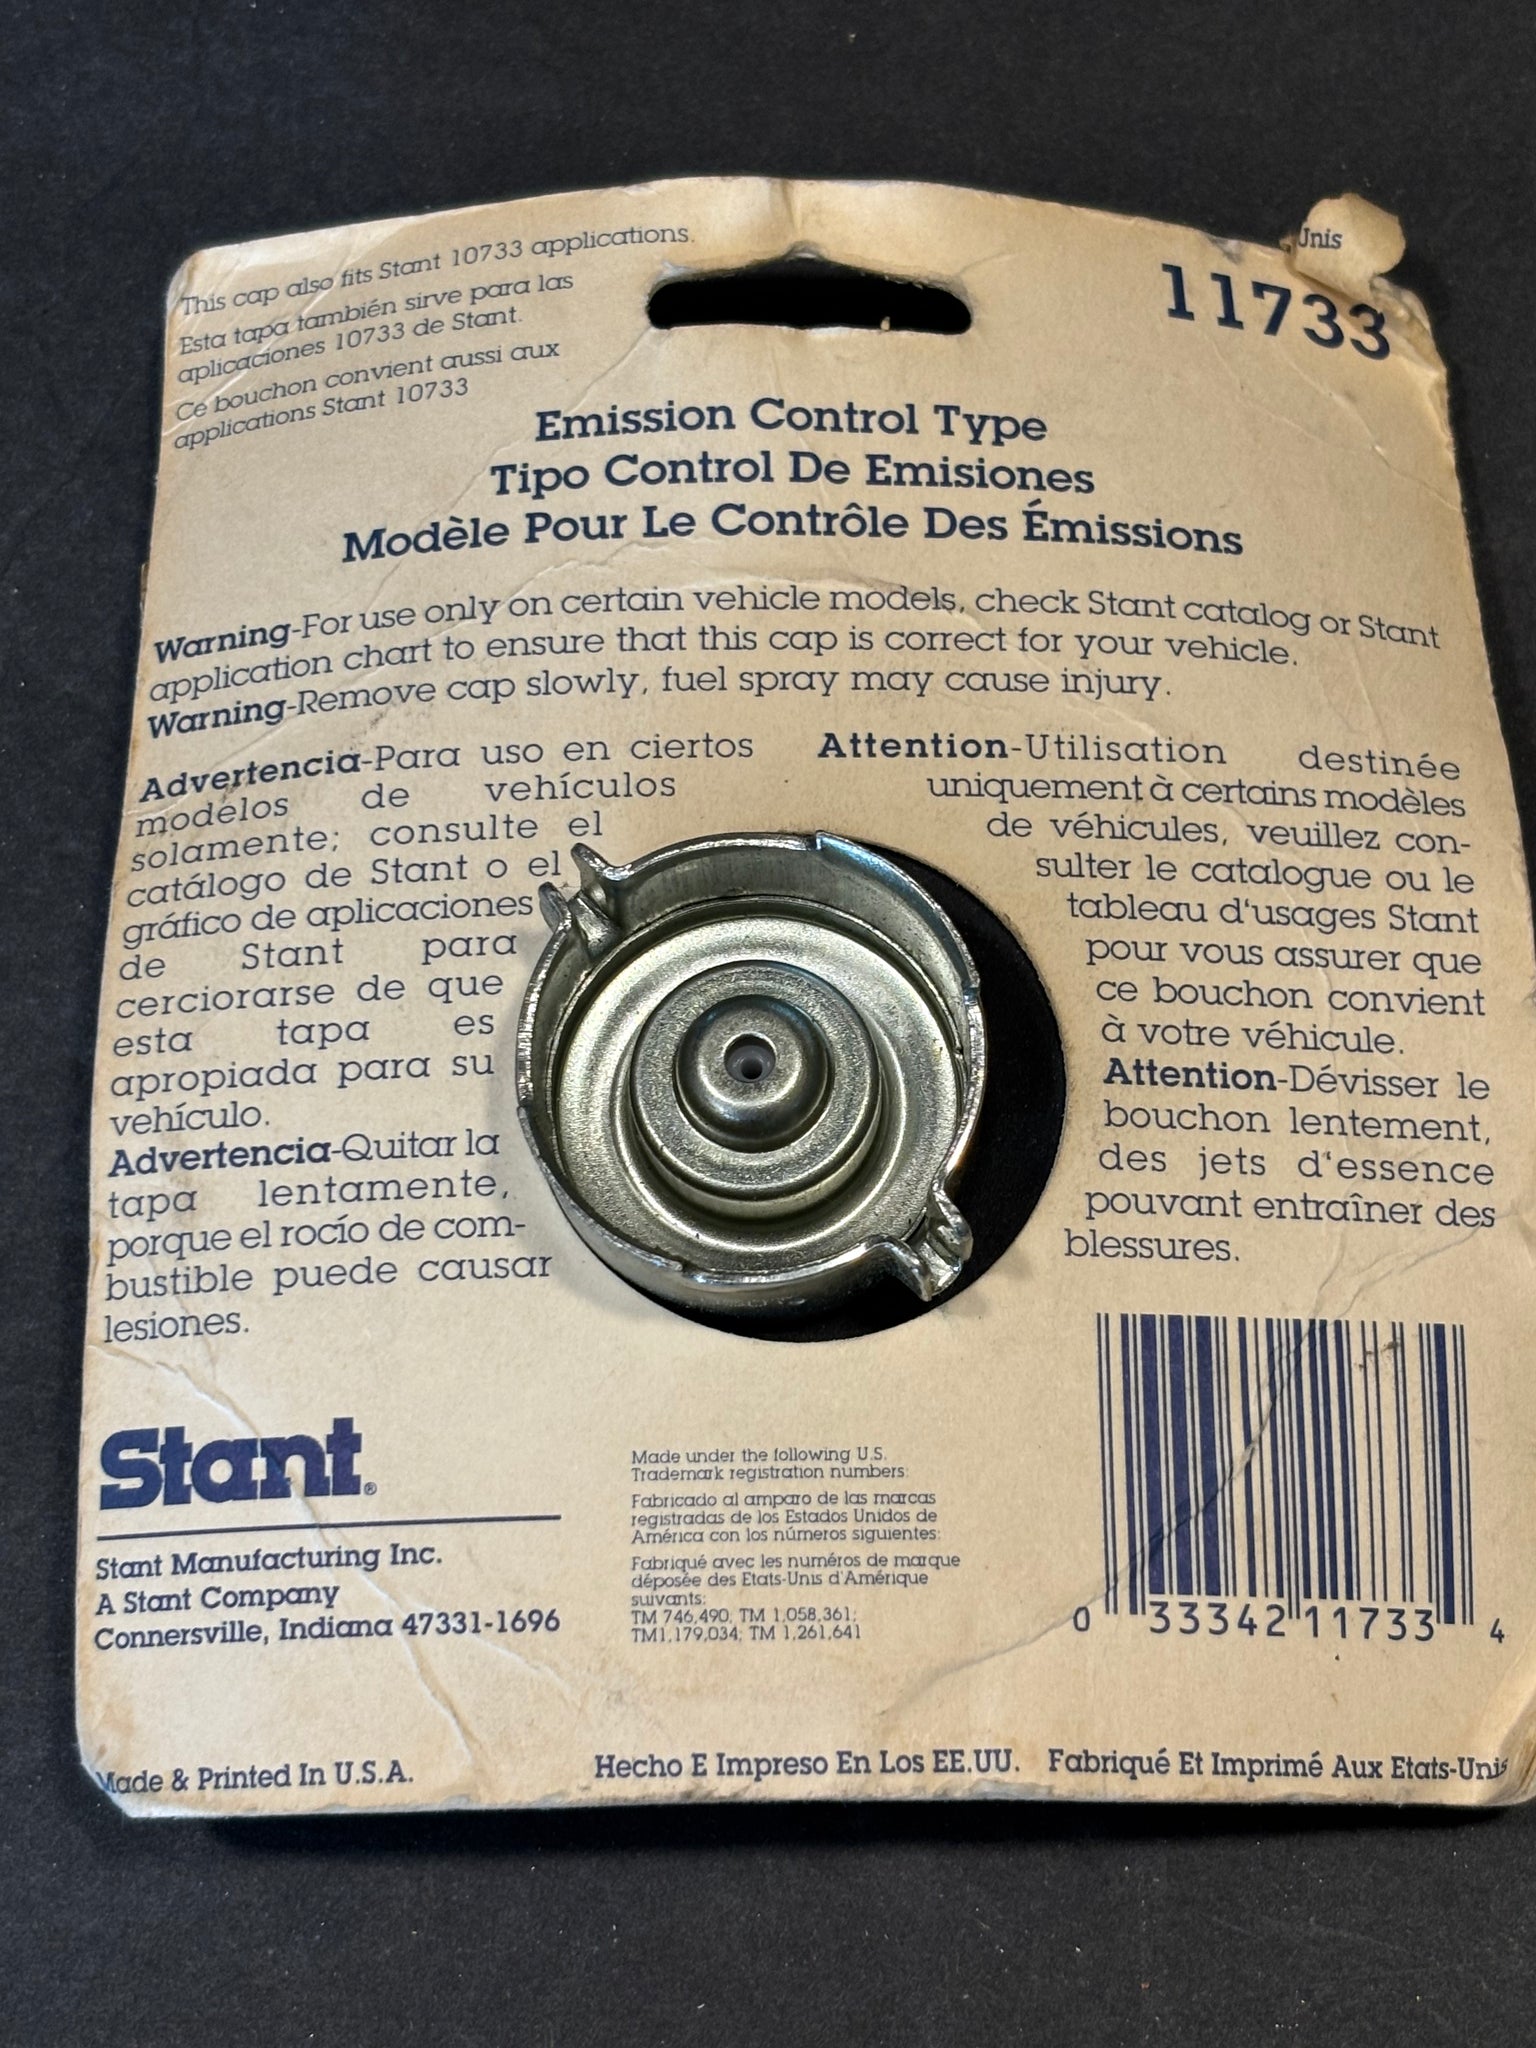 This cap also fits Stant 10733 applications.
Esta tapa también sirve para las
aplicaciones 10733 de Stant.
Ce bouchon convient aussi aux
applications Stant 10733
Unis
11733
Emission Control Type
Tipo Control De Emisiones
Modèle Pour Le Contrôle Des Émissions
Warning-For use only on certain vehicle models, check Stant catalog or Stant
application chart to ensure that this cap is correct for your vehicle.
Warning-Remove cap slowly, fuel spray may cause injury.
Advertencia-Para uso en ciertos
modelos de vehículos
solamente; consulte el
catálogo de Stant o el
gráfico de aplicaciones
de Stant para
cerciorarse de que
esta tapa es
apropiada para su
vehículo.
Advertencia-Quitar la
tapa lentamente,
porque el rocío de com-
bustible puede causar
lesiones.
Attention-Utilisation destinée
uniquement à certains modèles
de véhicules, veuillez con-
sulter le catalogue ou le
tableau d'usages Stant
pour vous assurer que
ce bouchon convient
à votre véhicule.
Attention-Dévisser le
bouchon lentement,
des jets d'essence
pouvant entraîner des
blessures.
Stant®
Stant Manufacturing Inc.
A Stant Company
Connersville, Indiana 47331-1696
Made under the following U.S.
Trademark registration numbers:
Fabricado al amparo de las marcas
registradas de los Estados Unidos de
América con los números siguientes:
Fabriqué avec les numéros de marque
déposée des Etats-Unis d'Amérique
suivants:
TM 746,490, TM 1,058,361;
TM1,179,034; TM 1,261,641
0 33342 11733 4
Made & Printed In U.S.A.
Hecho E Impreso En Los EE.UU.
Fabriqué Et Imprimé Aux Etats-Unis